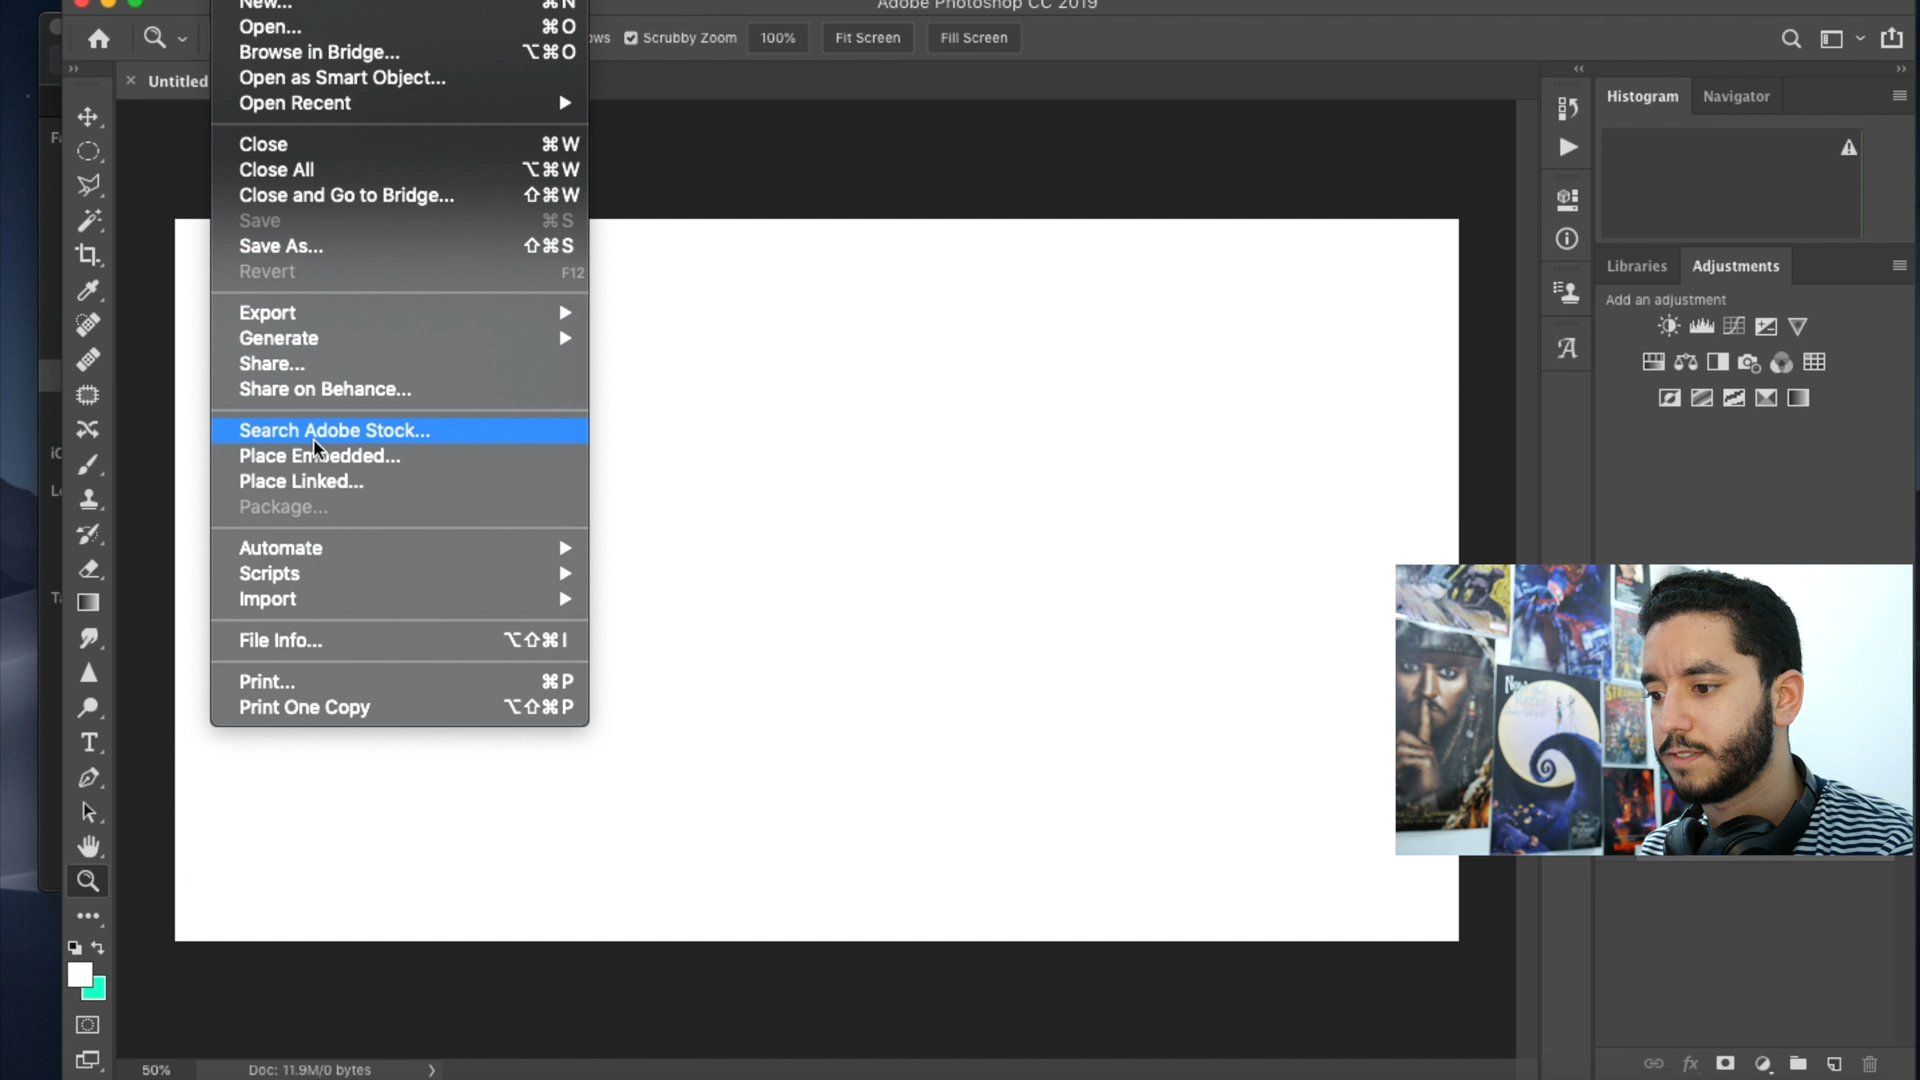 Adobe Photoshop CC 2019
New... ⌘N
Open... ⌘O
Browse in Bridge... ⌥⌘O
Open as Smart Object...
Open Recent
Close ⌘W
Close All ⌥⌘W
Close and Go to Bridge... ⇧⌘W
Save ⌘S
Save As... ⇧⌘S
Revert F12
Export
Generate
Share...
Share on Behance...
Search Adobe Stock...
Place Embedded...
Place Linked...
Package...
Automate
Scripts
Import
File Info... ⌥⇧⌘I
Print... ⌘P
Print One Copy ⌥⇧⌘P
Scrubby Zoom 100% Fit Screen Fill Screen
Untitled
Histogram Navigator
Libraries Adjustments
Add an adjustment
50% Doc: 11.9M/0 bytes